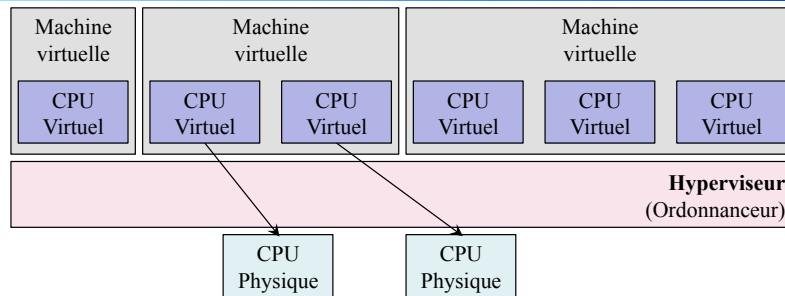 Machine
virtuelle
Machine
virtuelle
Machine
virtuelle
CPU
Virtuel
CPU
Virtuel
CPU
Virtuel
CPU
Virtuel
CPU
Virtuel
CPU
Virtuel
Hyperviseur
(Ordonnanceur)
CPU
Physique
CPU
Physique